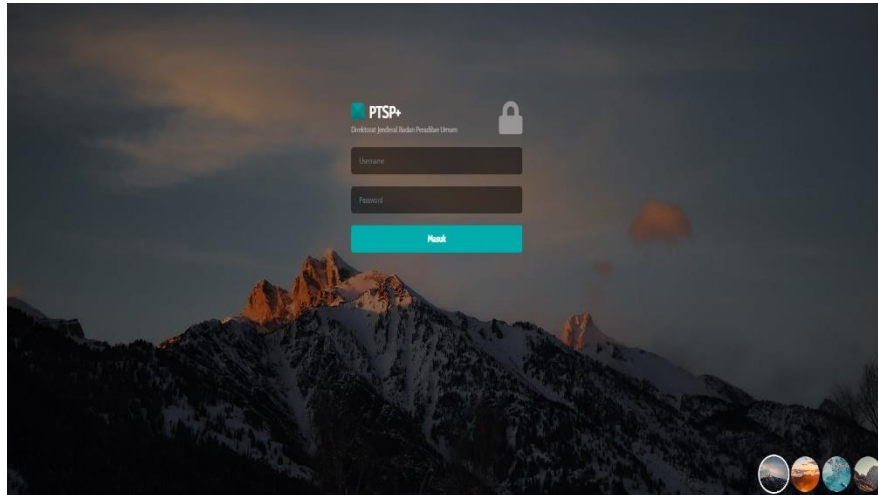 PTSP+
Direktorat Jenderal Badan Peradilan Umum
Username
Password
Masuk